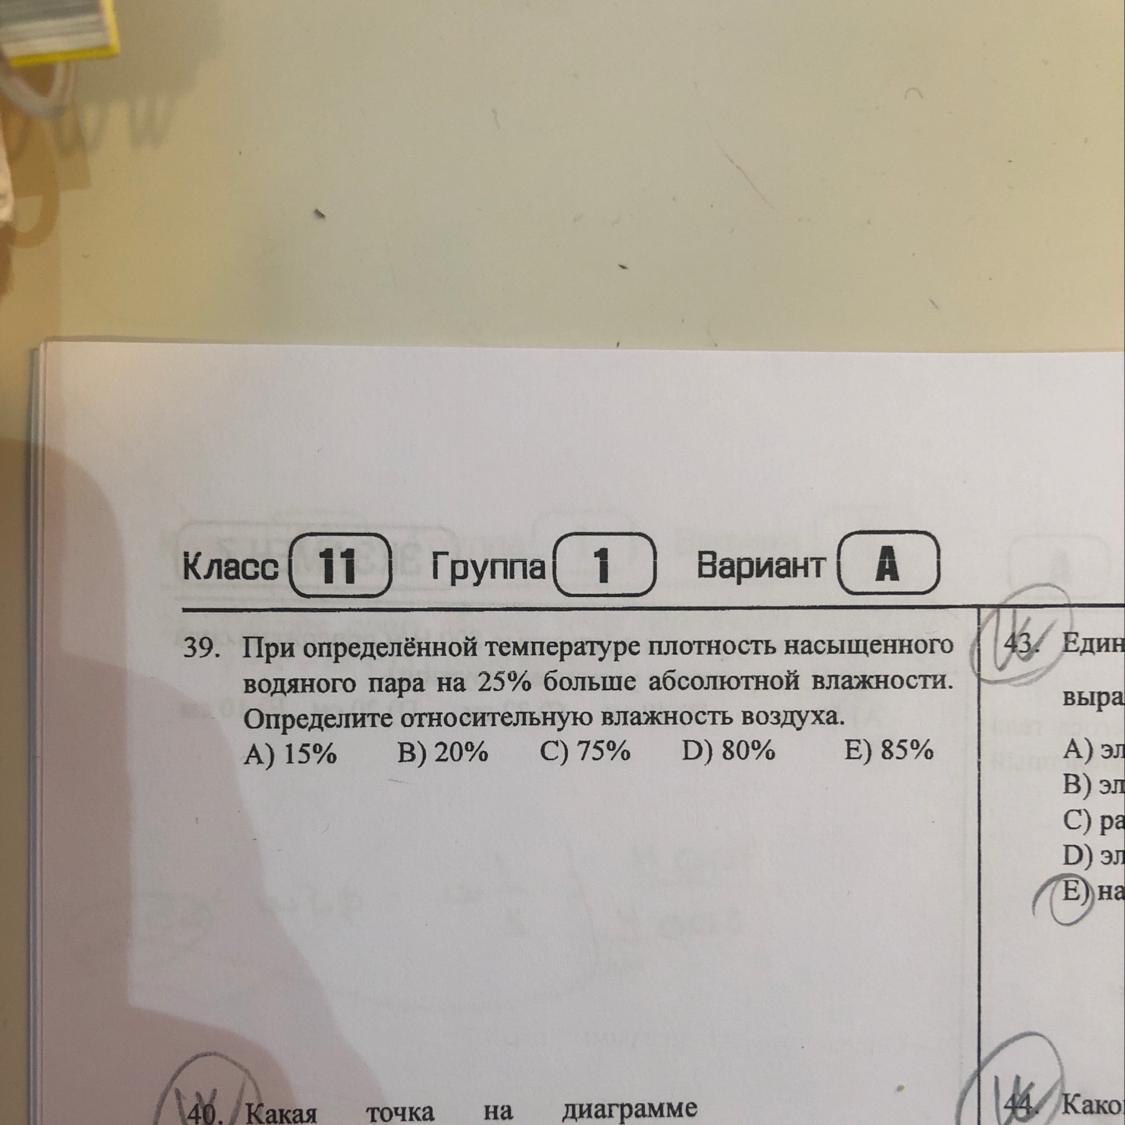 Класс 11 Группа 1 Вариант A
39. При определённой температуре плотность насыщенного
водяного пара на 25% больше абсолютной влажности.
Определите относительную влажность воздуха.
A) 15% B) 20% C) 75% D) 80% E) 85%
40. Какая точка на диаграмме
43. Един
выра
A) эл
B) эл
C) ра
D) эл
E) на
44. Како